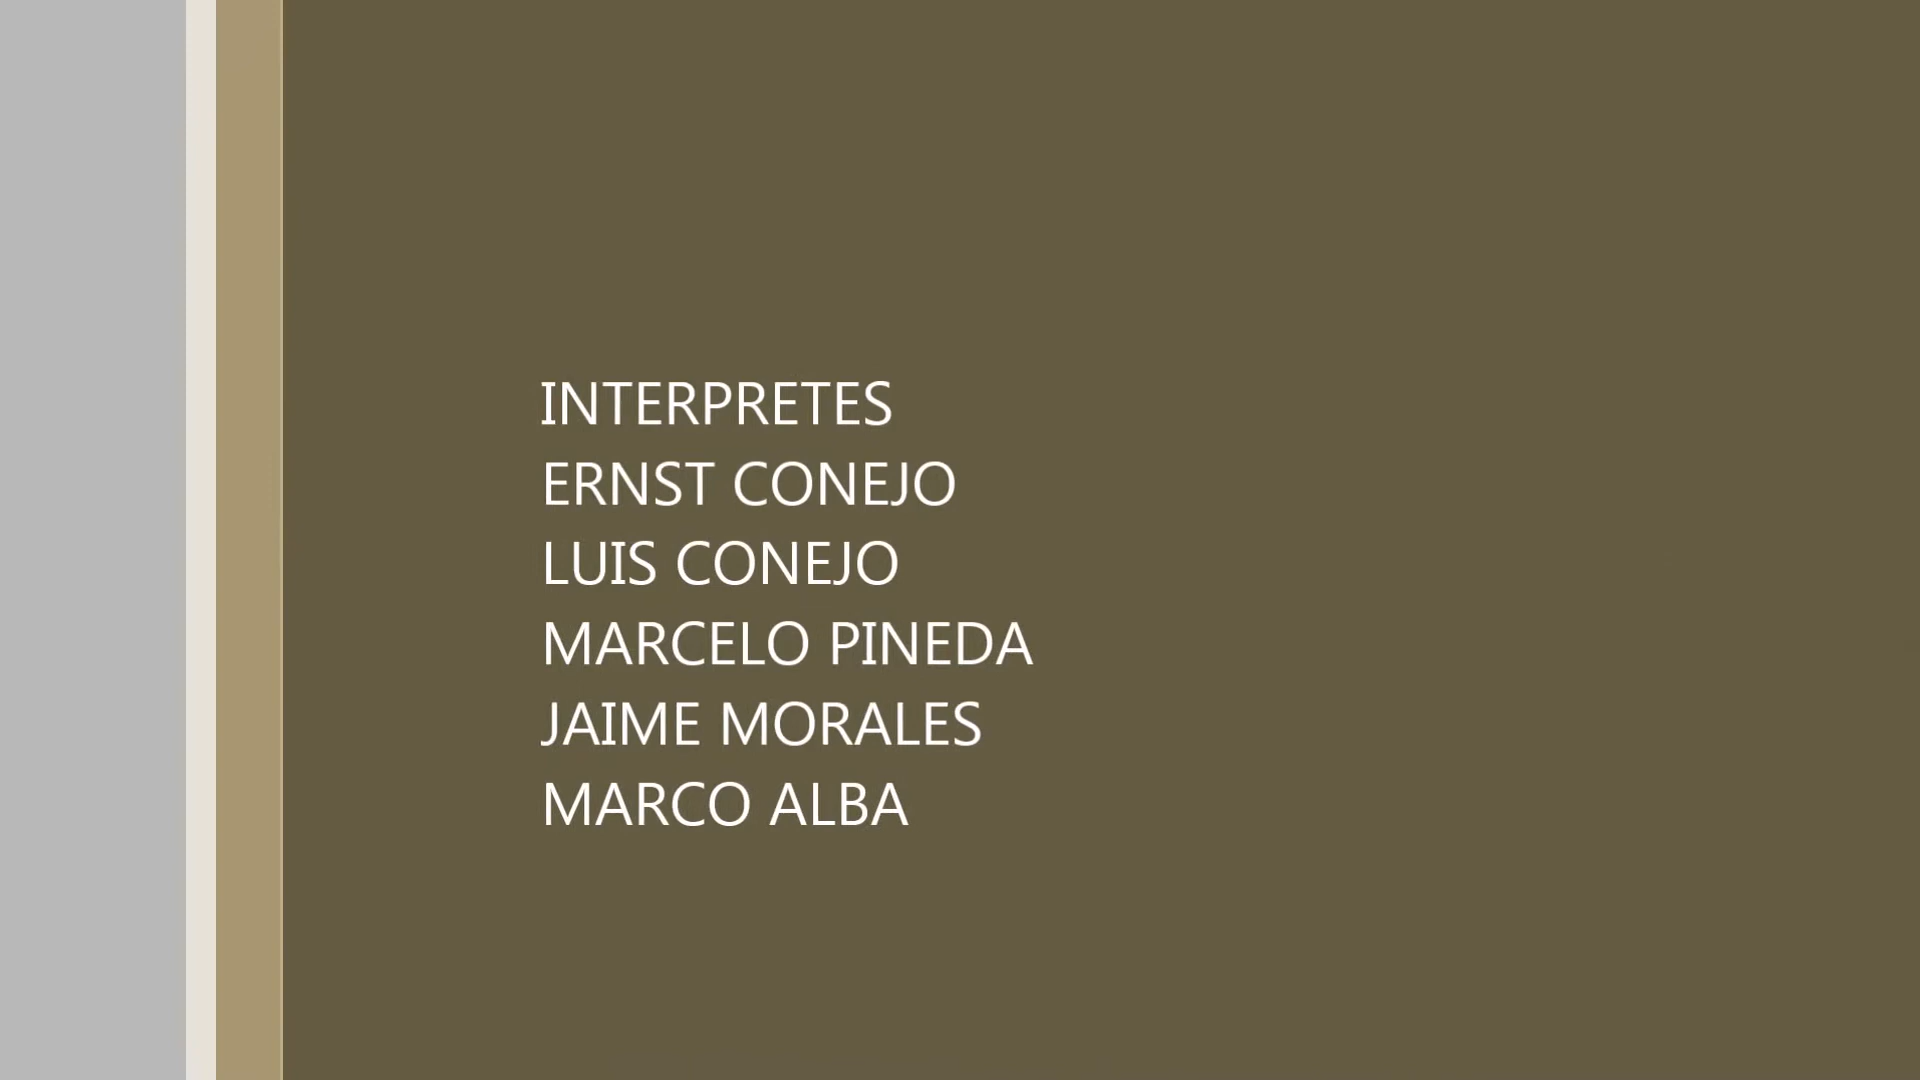 INTERPRETES
ERNST CONEJO
LUIS CONEJO
MARCELO PINEDA
JAIME MORALES
MARCO ALBA